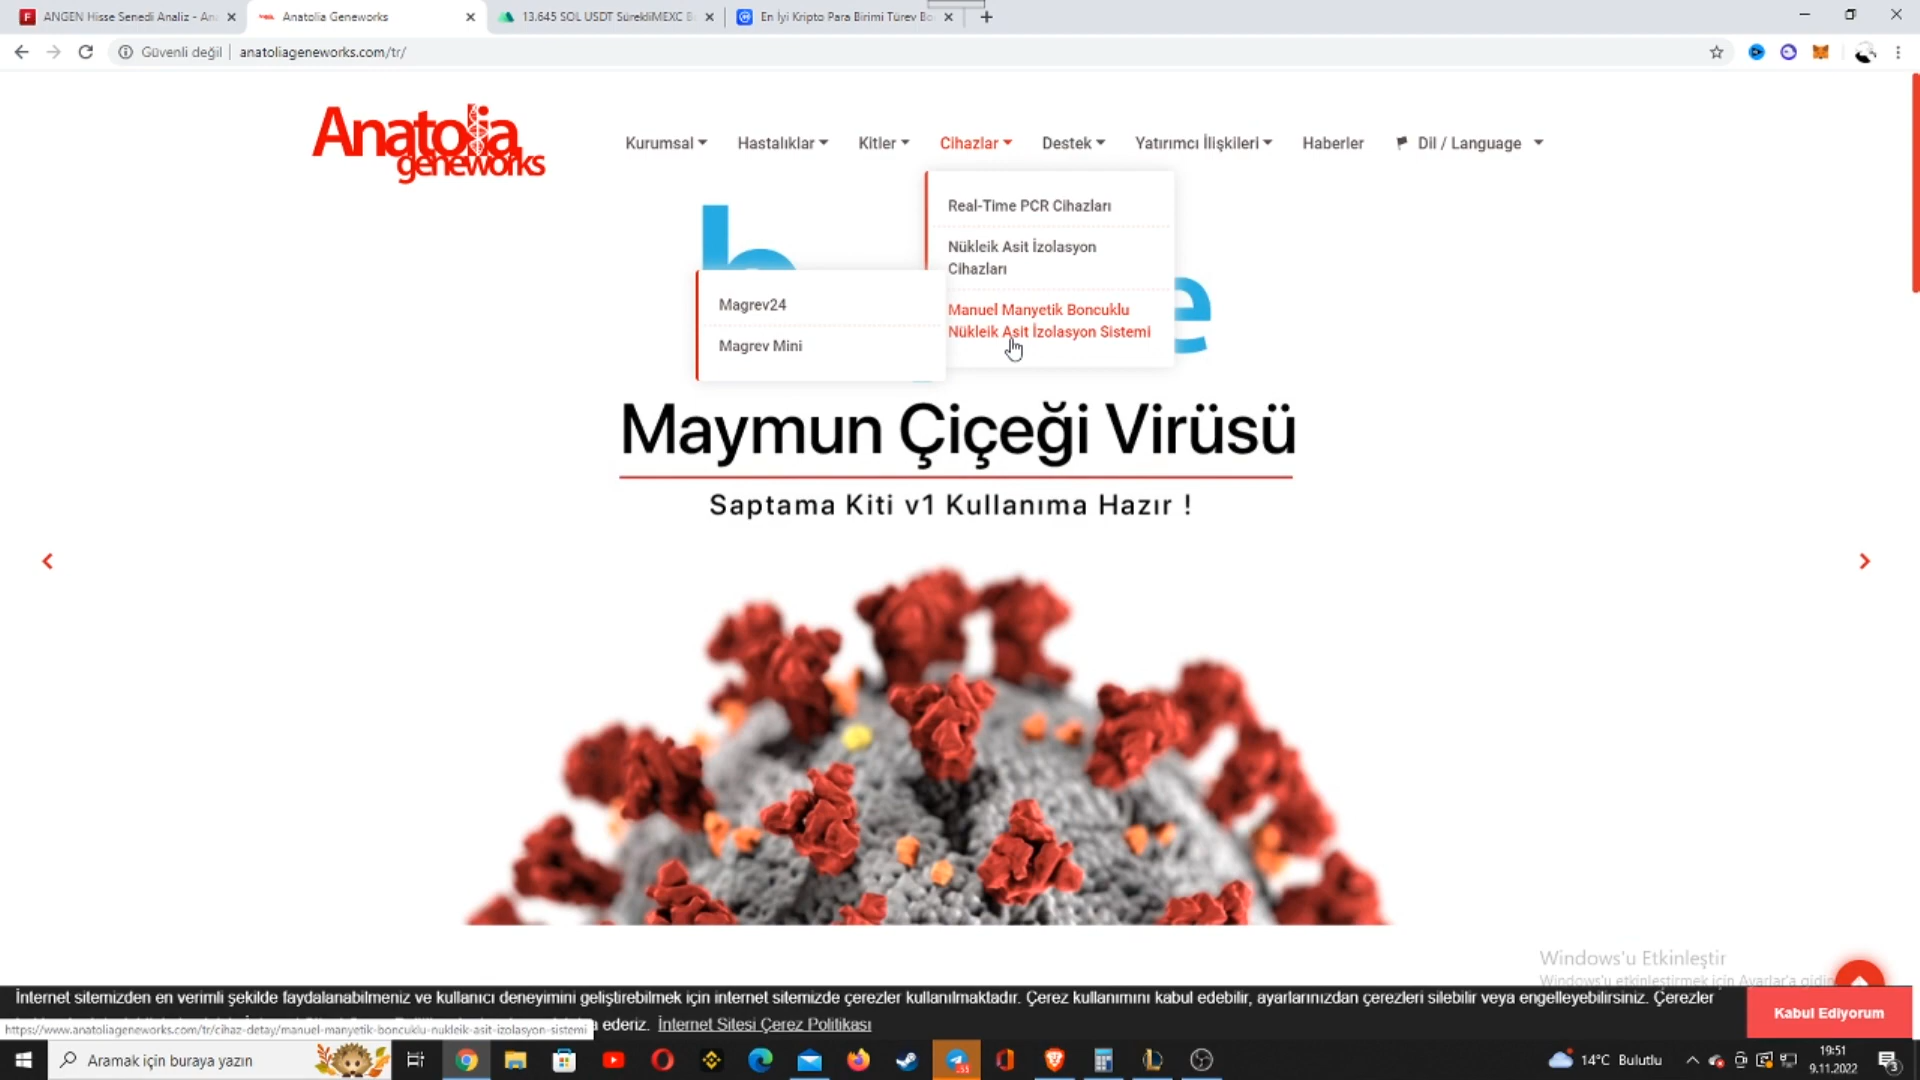 ANGEN Hisse Senedi Analiz - An
Anatolia Geneworks
13.645 SOL USDT SürekliMEXC B
En İyi Kripto Para Birimi Türev Bo
Güvenli değil
anatoliageneworks.com/tr/
Anatolia
geneworks
Kurumsal
Hastalıklar
Kitler
Cihazlar
Destek
Yatırımcı İlişkileri
Haberler
Dil / Language
Real-Time PCR Cihazları
Nükleik Asit İzolasyon
Cihazları
Manuel Manyetik Boncuklu
Nükleik Asit İzolasyon Sistemi
Magrev24
Magrev Mini
Maymun Çiçeği Virüsü
Saptama Kiti v1 Kullanıma Hazır !
Windows'u Etkinleştir
Windows'u etkinleştirmek için Ayarlar'a gidin
İnternet sitemizden en verimli şekilde faydalanabilmeniz ve kullanıcı deneyimini geliştirebilmek için internet sitemizde çerezler kullanılmaktadır. Çerez kullanımını kabul edebilir, ayarlarınızdan çerezleri silebilir veya engelleyebilirsiniz. Çerezler
ederiz. İnternet Sitesi Çerez Politikası
Kabul Ediyorum
https://www.anatoliageneworks.com/tr/cihaz-detay/manuel-manyetik-boncuklu-nukleik-asit-izolasyon-sistemi
Aramak için buraya yazın
14°C Bulutlu
19:51
9.11.2022
3